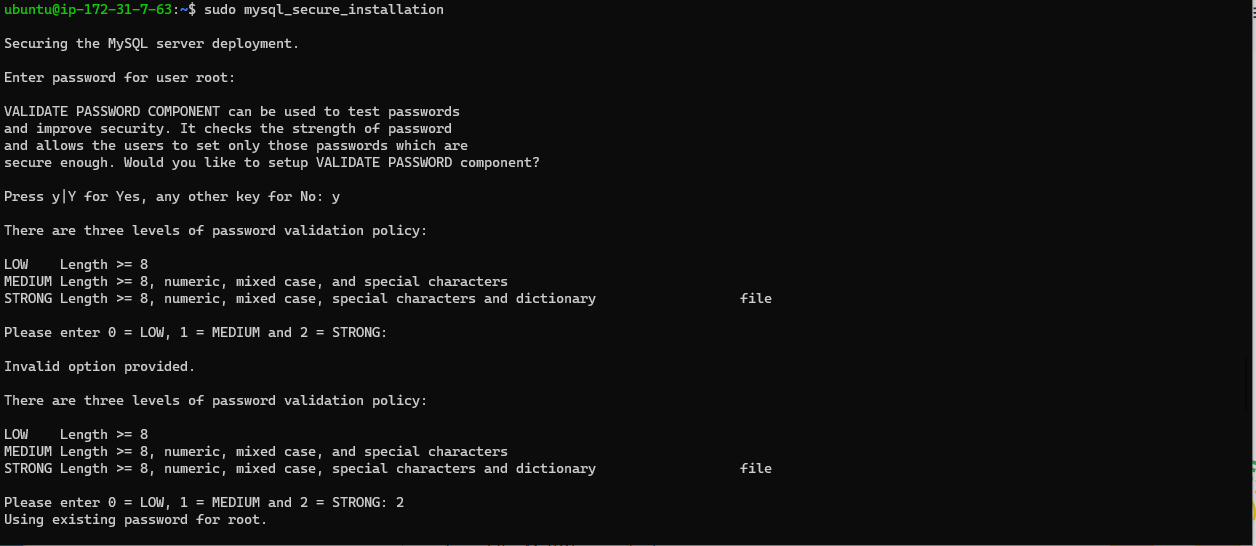 ubuntu@ip-172-31-7-63:~$ sudo mysql_secure_installation
Securing the MySQL server deployment.
Enter password for user root:
VALIDATE PASSWORD COMPONENT can be used to test passwords
and improve security. It checks the strength of password
and allows the users to set only those passwords which are
secure enough. Would you like to setup VALIDATE PASSWORD component?
Press y|Y for Yes, any other key for No: y
There are three levels of password validation policy:
LOW    Length >= 8
MEDIUM Length >= 8, numeric, mixed case, and special characters
STRONG Length >= 8, numeric, mixed case, special characters and dictionary                  file
Please enter 0 = LOW, 1 = MEDIUM and 2 = STRONG:
Invalid option provided.
There are three levels of password validation policy:
LOW    Length >= 8
MEDIUM Length >= 8, numeric, mixed case, and special characters
STRONG Length >= 8, numeric, mixed case, special characters and dictionary                  file
Please enter 0 = LOW, 1 = MEDIUM and 2 = STRONG: 2
Using existing password for root.